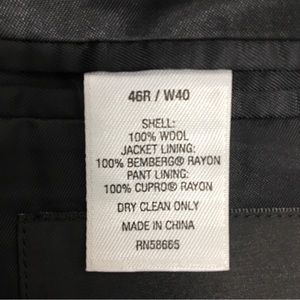 46R / W40
SHELL:
100% WOOL
JACKET LINING:
100% BEMBERG® RAYON
PANT LINING:
100% CUPRO® RAYON
DRY CLEAN ONLY
MADE IN CHINA
RN58665